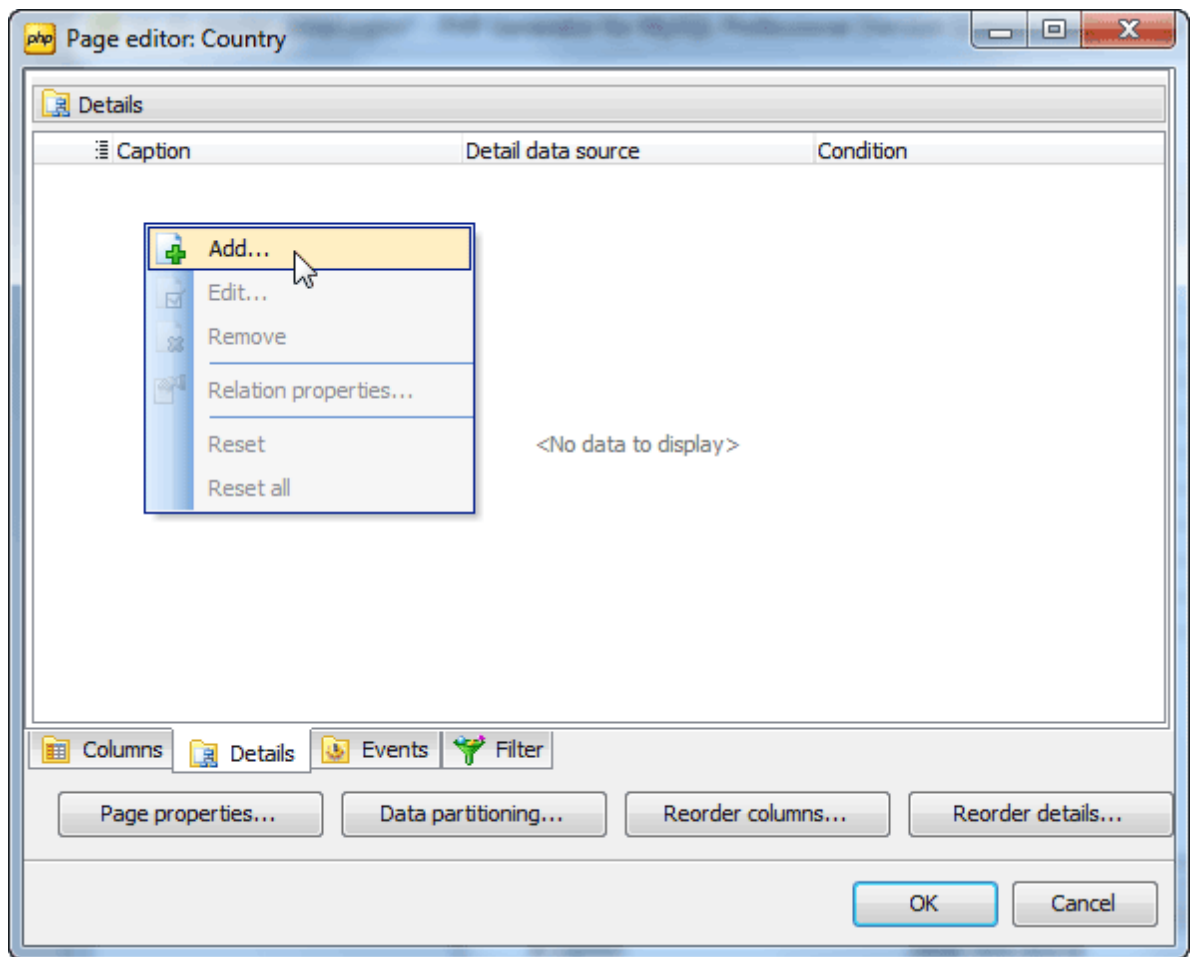 php Page editor: Country
Details
Caption Detail data source Condition
Add...
Edit...
Remove
Relation properties...
Reset
<No data to display>
Reset all
Columns Details Events Filter
Page properties... Data partitioning... Reorder columns... Reorder details...
OK Cancel